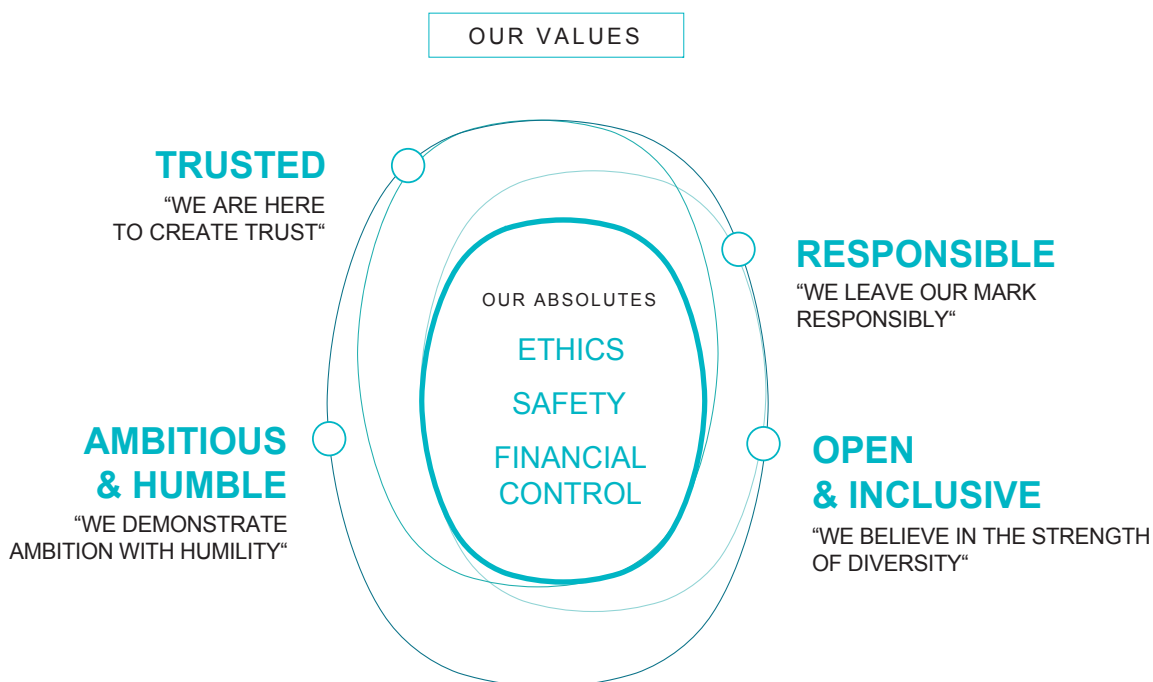 OUR VALUES
TRUSTED
“WE ARE HERE
TO CREATE TRUST“
RESPONSIBLE
“WE LEAVE OUR MARK
RESPONSIBLY“
OUR ABSOLUTES
ETHICS
SAFETY
FINANCIAL
CONTROL
AMBITIOUS
& HUMBLE
“WE DEMONSTRATE
AMBITION WITH HUMILITY“
OPEN
& INCLUSIVE
“WE BELIEVE IN THE STRENGTH
OF DIVERSITY“